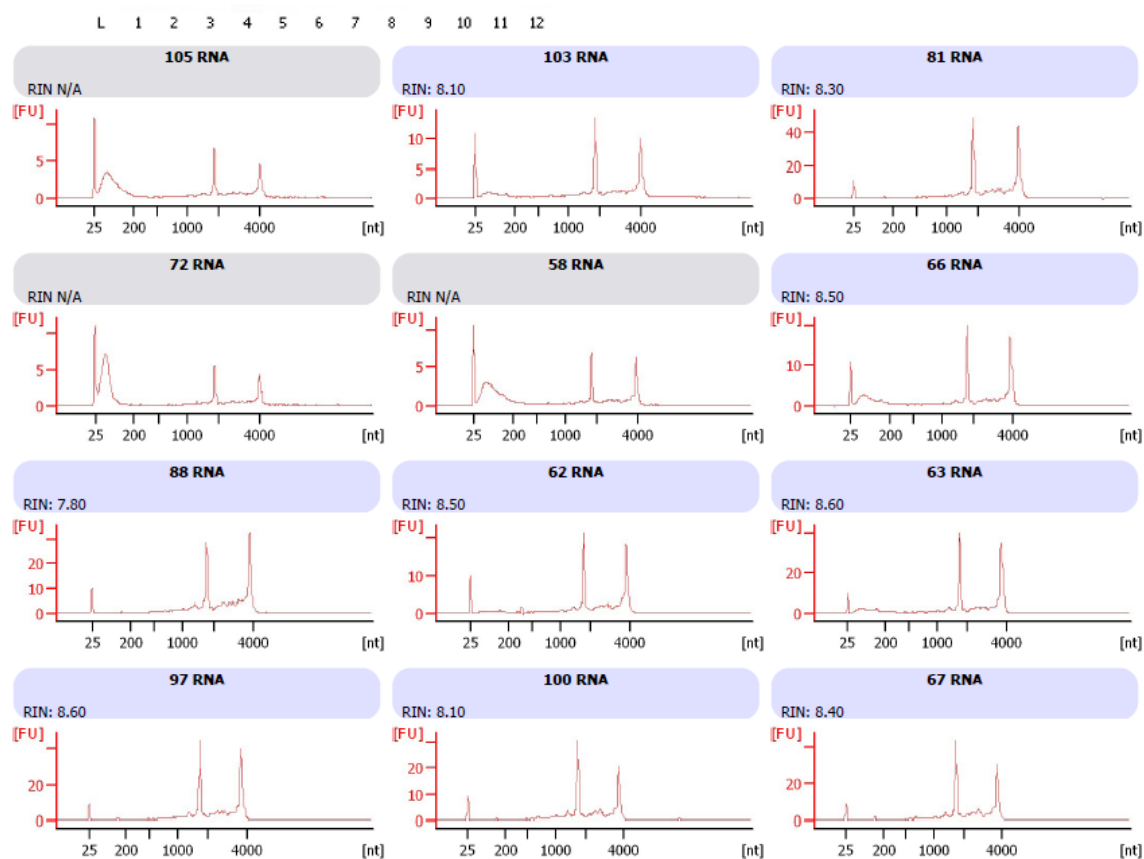 L 1 2 3 4 5 6 7 8 9 10 11 12
105 RNA
RIN N/A
[FU]
5
0
25 200 1000 4000 [nt]
103 RNA
RIN: 8.10
[FU]
10
5
0
25 200 1000 4000 [nt]
81 RNA
RIN: 8.30
[FU]
40
20
0
25 200 1000 4000 [nt]
72 RNA
RIN N/A
[FU]
5
0
25 200 1000 4000 [nt]
58 RNA
RIN N/A
[FU]
5
0
25 200 1000 4000 [nt]
66 RNA
RIN: 8.50
[FU]
10
0
25 200 1000 4000 [nt]
88 RNA
RIN: 7.80
[FU]
20
10
0
25 200 1000 4000 [nt]
62 RNA
RIN: 8.50
[FU]
10
0
25 200 1000 4000 [nt]
63 RNA
RIN: 8.60
[FU]
20
0
25 200 1000 4000 [nt]
97 RNA
RIN: 8.60
[FU]
20
0
25 200 1000 4000 [nt]
100 RNA
RIN: 8.10
[FU]
20
10
0
25 200 1000 4000 [nt]
67 RNA
RIN: 8.40
[FU]
20
0
25 200 1000 4000 [nt]